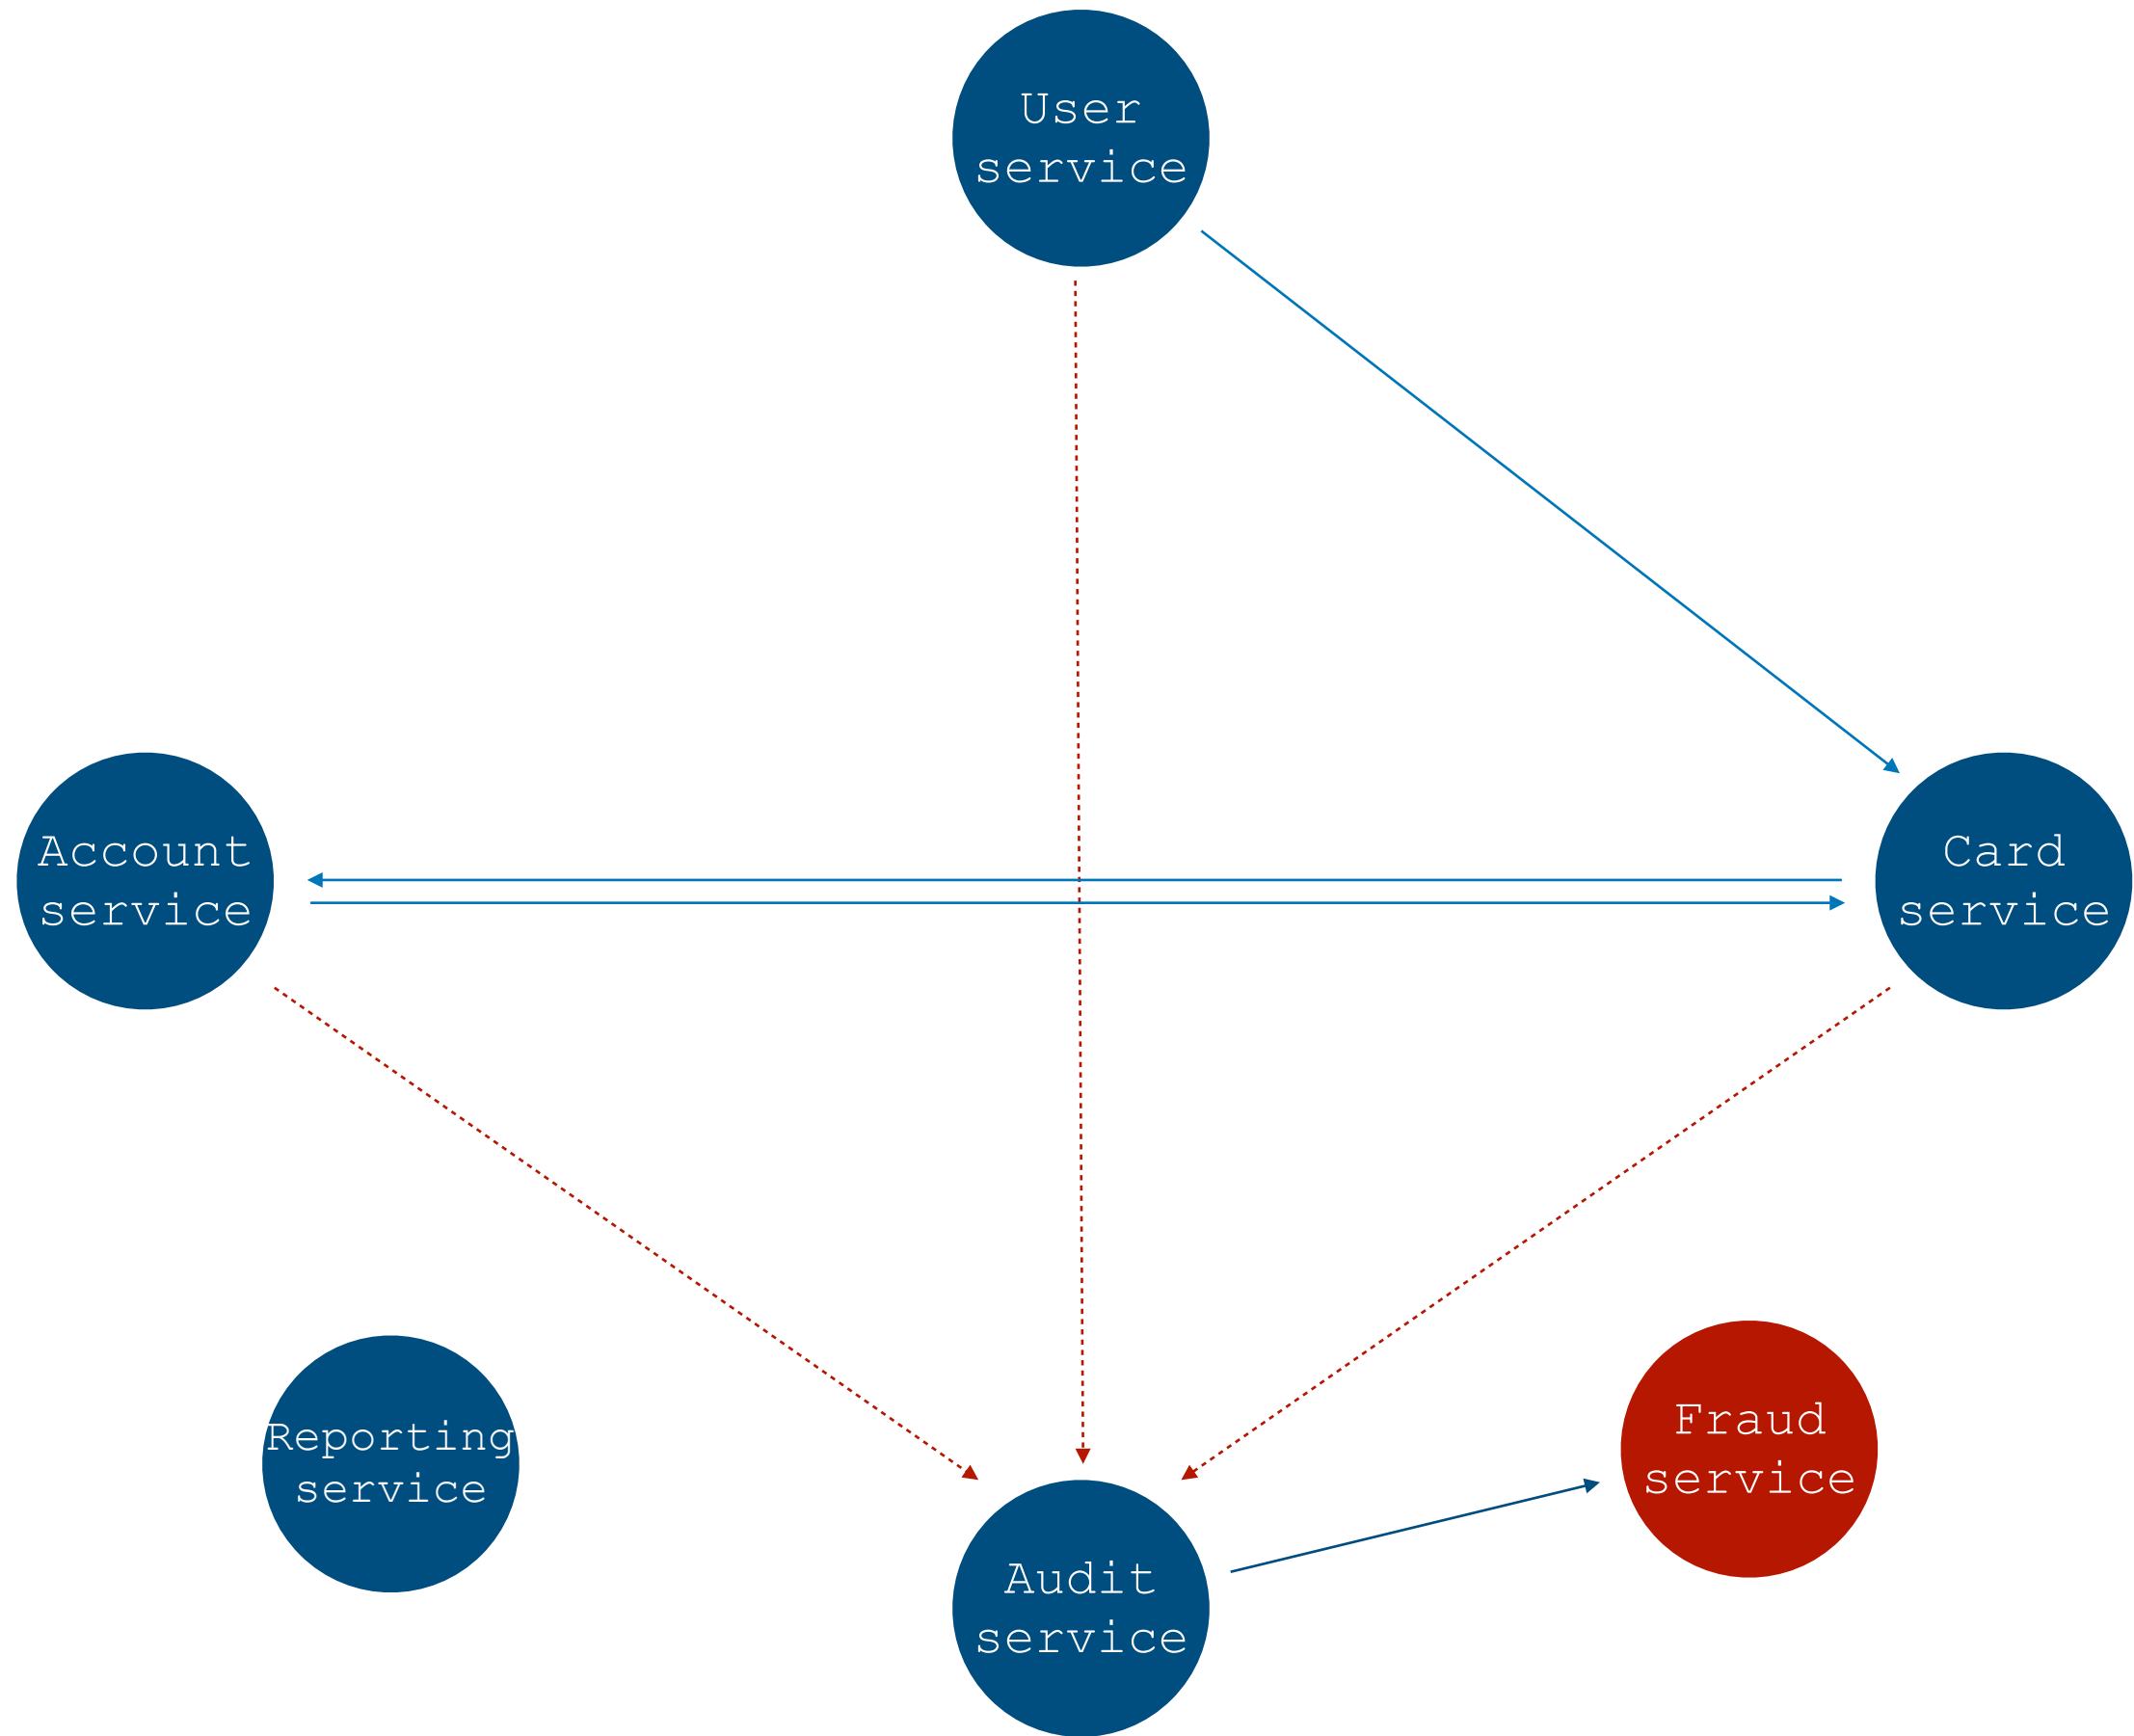 User
service
Account
service
Card
service
Reporting
service
Fraud
service
Audit
service